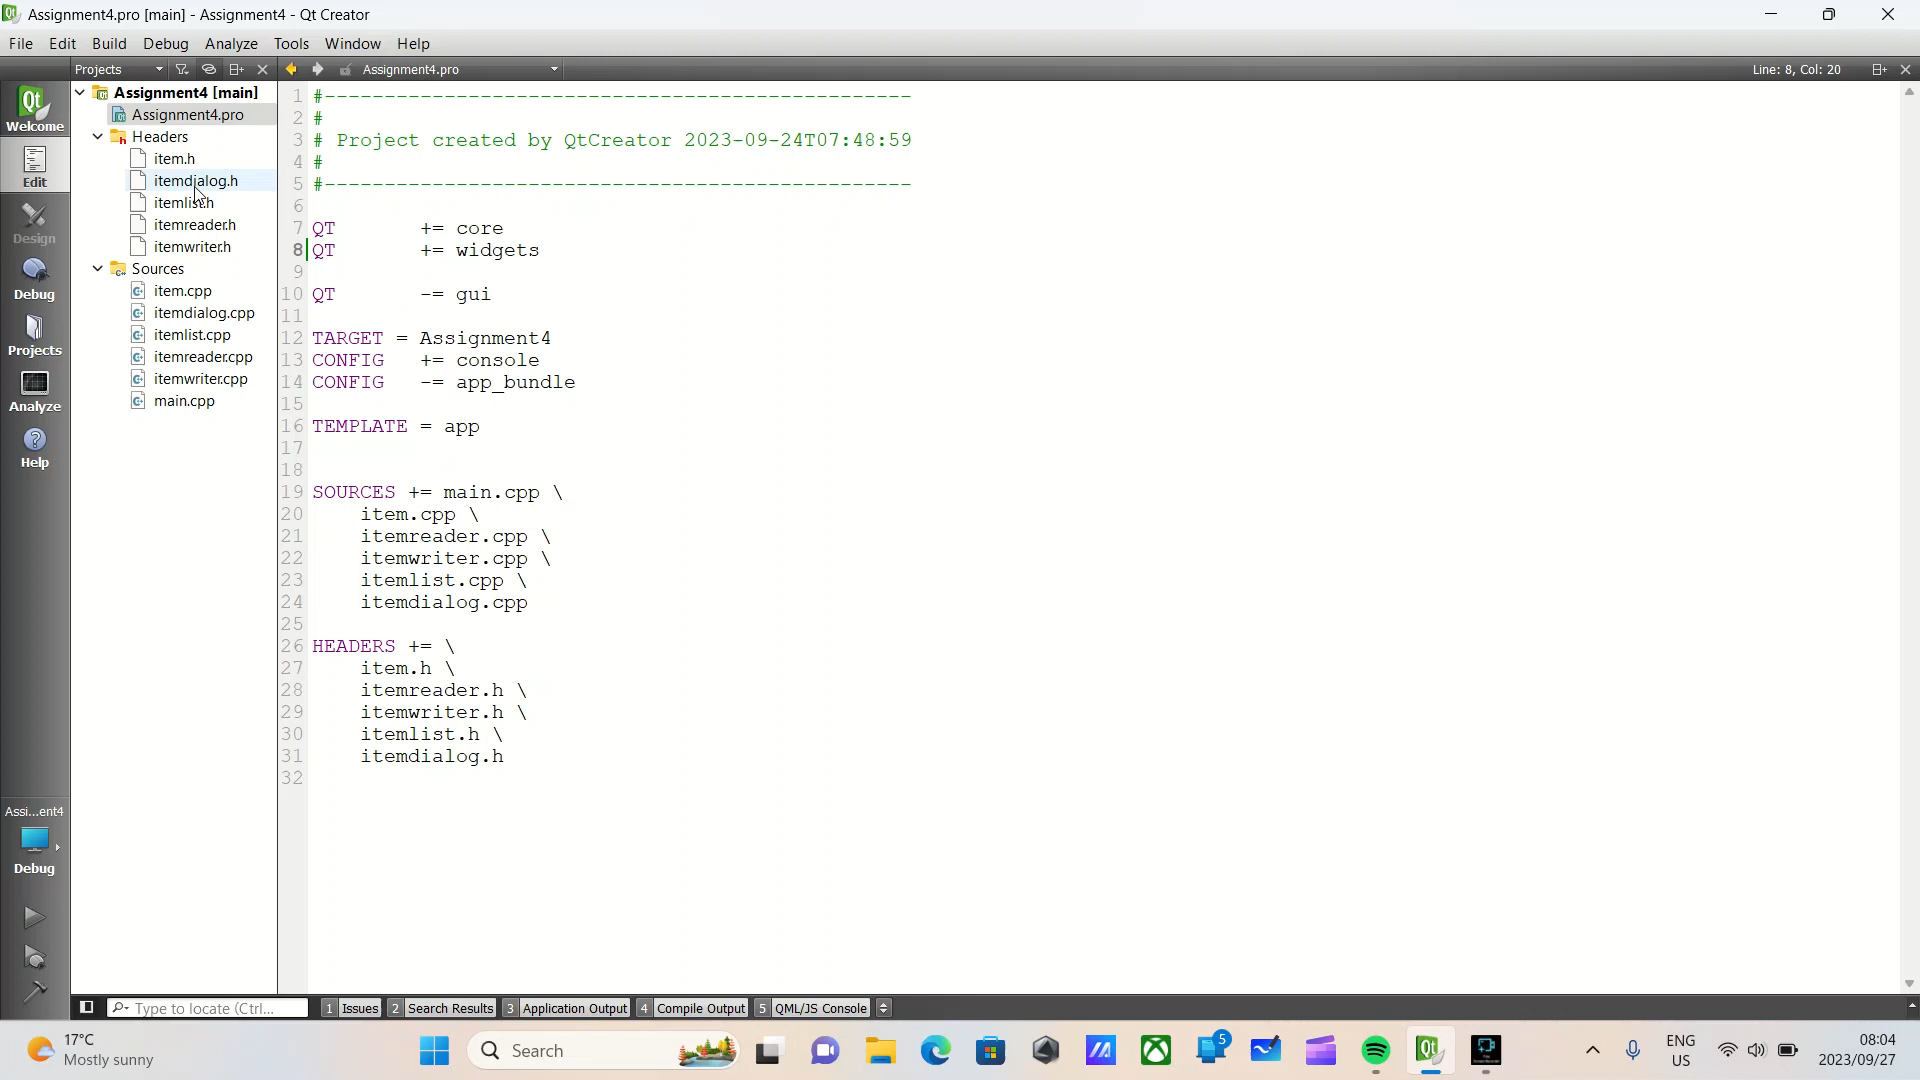 Assignment4.pro [main] - Assignment4 - Qt Creator
File Edit Build Debug Analyze Tools Window Help
Projects Assignment4.pro Line: 8, Col: 20
Welcome
Edit
Design
Debug
Projects
Analyze
Help
Assi...ent4
Debug
Assignment4 [main]
Assignment4.pro
Headers
item.h
itemdialog.h
itemlist.h
itemreader.h
itemwriter.h
Sources
item.cpp
itemdialog.cpp
itemlist.cpp
itemreader.cpp
itemwriter.cpp
main.cpp
1 #-------------------------------------------------
2 #
3 # Project created by QtCreator 2023-09-24T07:48:59
4 #
5 #-------------------------------------------------
6
7 QT += core
8 QT += widgets
9
10 QT -= gui
11
12 TARGET = Assignment4
13 CONFIG += console
14 CONFIG -= app_bundle
15
16 TEMPLATE = app
17
18
19 SOURCES += main.cpp \
20 item.cpp \
21 itemreader.cpp \
22 itemwriter.cpp \
23 itemlist.cpp \
24 itemdialog.cpp
25
26 HEADERS += \
27 item.h \
28 itemreader.h \
29 itemwriter.h \
30 itemlist.h \
31 itemdialog.h
32
Type to locate (Ctrl... 1 Issues 2 Search Results 3 Application Output 4 Compile Output 5 QML/JS Console
17°C
Mostly sunny
Search
5
ENG
US
08:04
2023/09/27